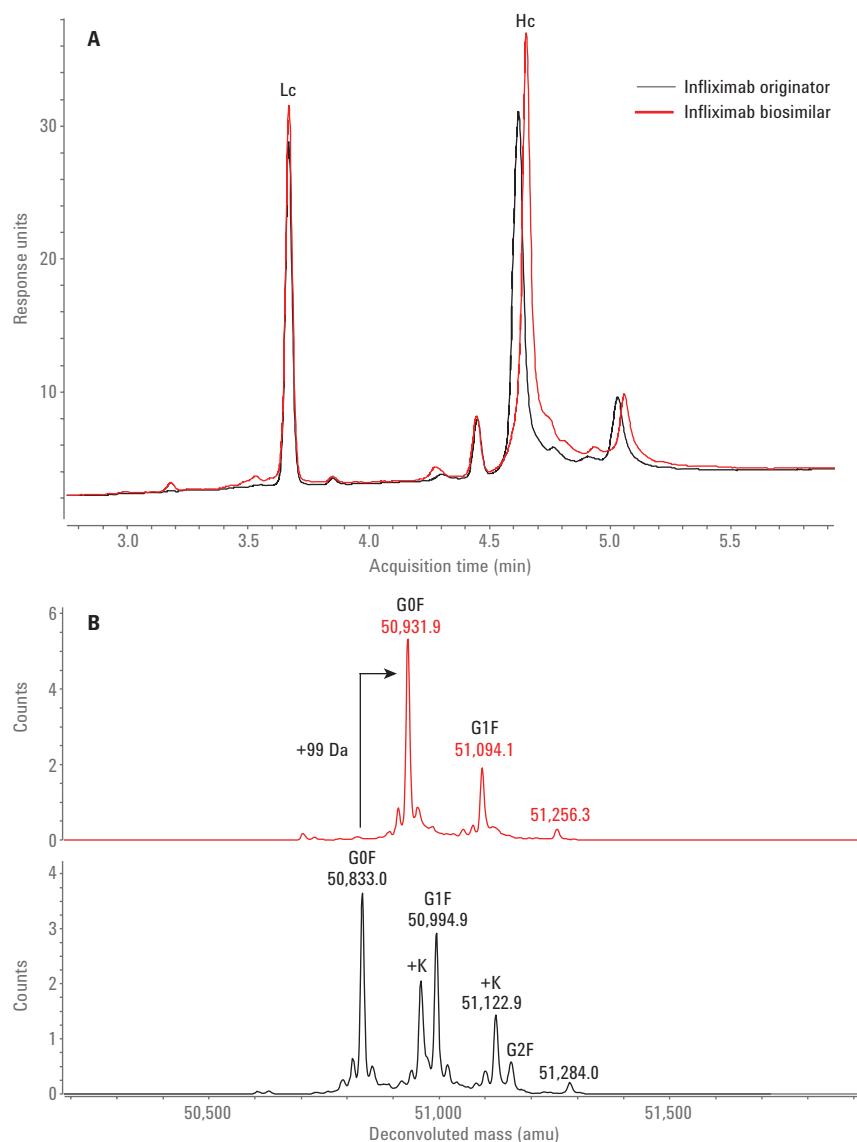 A
Hc
Lc
Infliximab originator
Infliximab biosimilar
30
20
10
Response units
3.0 3.5 4.0 4.5 5.0 5.5
Acquisition time (min)
B
6
4
2
0
Counts
G0F
50,931.9
+99 Da
G1F
51,094.1
51,256.3
5
4
3
2
1
0
Counts
G0F
50,833.0
G1F
50,994.9
+K
+K
51,122.9
G2F
51,284.0
50,500 51,000 51,500
Deconvoluted mass (amu)